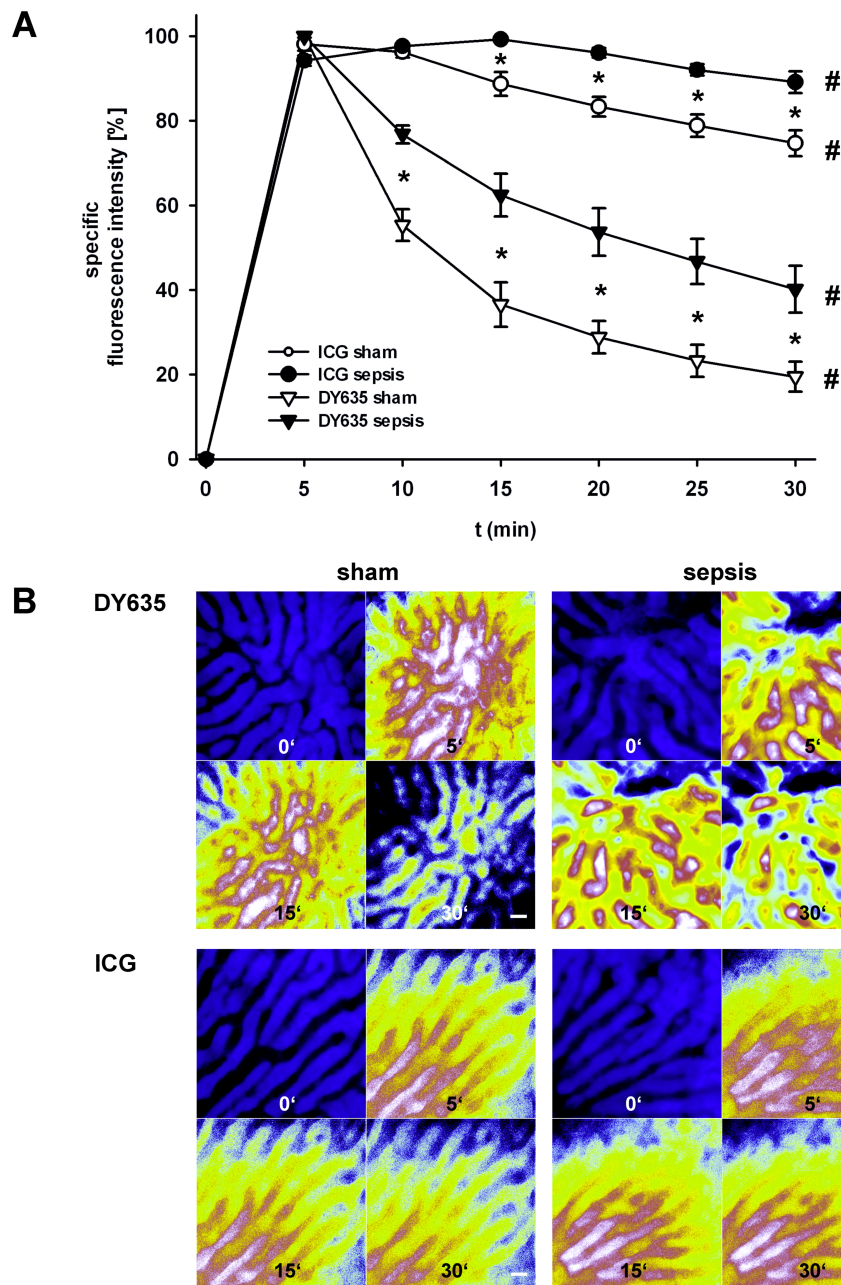 A
specific
fluorescence intensity [%]
100
80
60
40
20
0
*
*
*
*
*
*
*
*
*
#
#
#
#
ICG sham
ICG sepsis
DY635 sham
DY635 sepsis
0 5 10 15 20 25 30
t (min)
B
sham sepsis
DY635
0‘ 5‘ 0‘ 5‘
15‘ 30‘ 15‘ 30‘
ICG
0‘ 5‘ 0‘ 5‘
15‘ 30‘ 15‘ 30‘